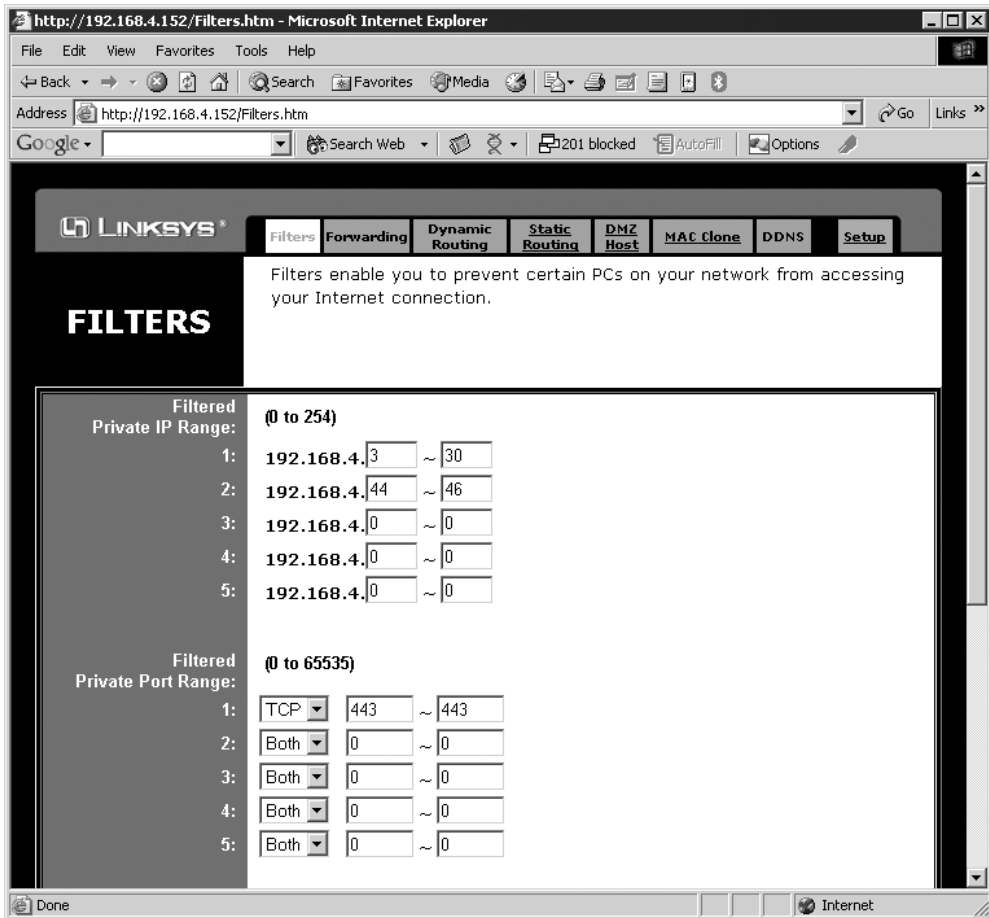 http://192.168.4.152/Filters.htm - Microsoft Internet Explorer
File Edit View Favorites Tools Help
Back Search Favorites Media
Address http://192.168.4.152/Filters.htm Go Links »
Google Search Web 201 blocked AutoFill Options
LINKSYS®
Filters Forwarding Dynamic Routing Static Routing DMZ Host MAC Clone DDNS Setup
FILTERS
Filters enable you to prevent certain PCs on your network from accessing
your Internet connection.
Filtered
Private IP Range: (0 to 254)
1: 192.168.4.3 ~ 30
2: 192.168.4.44 ~ 46
3: 192.168.4.0 ~ 0
4: 192.168.4.0 ~ 0
5: 192.168.4.0 ~ 0
Filtered
Private Port Range: (0 to 65535)
1: TCP 443 ~ 443
2: Both 0 ~ 0
3: Both 0 ~ 0
4: Both 0 ~ 0
5: Both 0 ~ 0
Done Internet